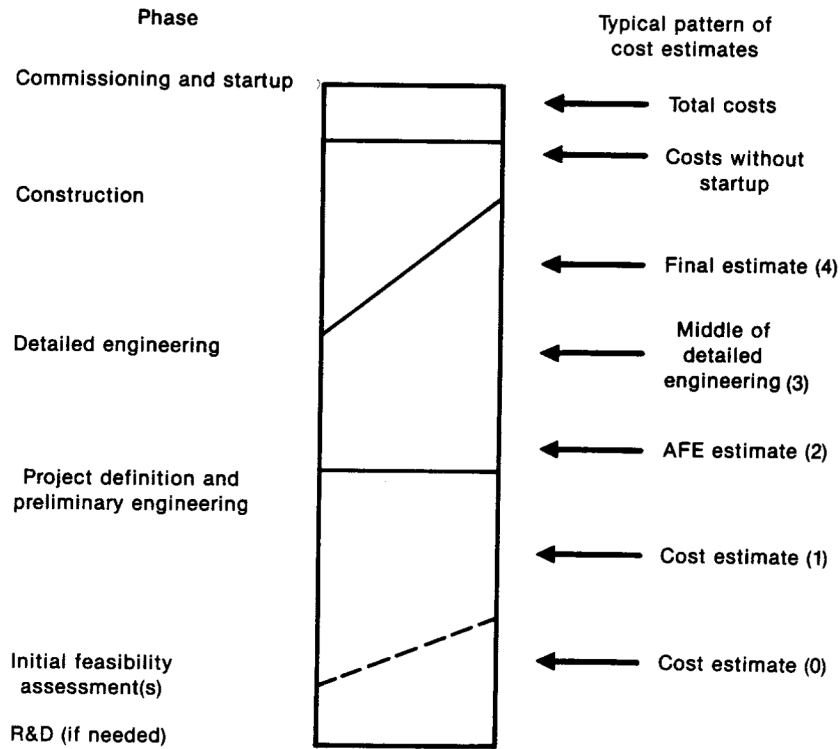 Phase
Typical pattern of
cost estimates
Commissioning and startup
Total costs
Costs without
startup
Construction
Final estimate (4)
Detailed engineering
Middle of
detailed
engineering (3)
AFE estimate (2)
Project definition and
preliminary engineering
Cost estimate (1)
Initial feasibility
assessment(s)
Cost estimate (0)
R&D (if needed)